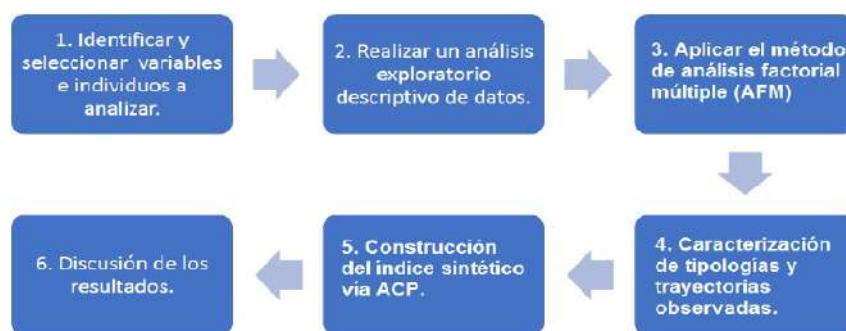 1. Identificar y
seleccionar variables
e individuos a
analizar.
2. Realizar un análisis
exploratorio
descriptivo de datos.
3. Aplicar el método
de análisis factorial
múltiple (AFM)
4. Caracterización
de tipologías y
trayectorias
observadas.
5. Construcción
del índice sintético
vía ACP.
6. Discusión de los
resultados.